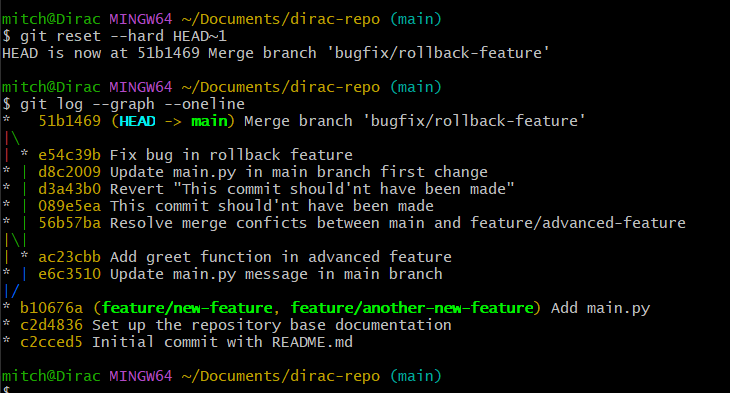 mitch@Dirac MINGW64 ~/Documents/dirac-repo (main)
$ git reset --hard HEAD~1
HEAD is now at 51b1469 Merge branch 'bugfix/rollback-feature'

mitch@Dirac MINGW64 ~/Documents/dirac-repo (main)
$ git log --graph --oneline
*   51b1469 (HEAD -> main) Merge branch 'bugfix/rollback-feature'
|\
| * e54c39b Fix bug in rollback feature
* | d8c2009 Update main.py in main branch first change
* | d3a43b0 Revert "This commit should'nt have been made"
* | 089e5ea This commit should'nt have been made
* | 56b57ba Resolve merge conficts between main and feature/advanced-feature
|\|
| * ac23cbb Add greet function in advanced feature
* | e6c3510 Update main.py message in main branch
|/
* b10676a (feature/new-feature, feature/another-new-feature) Add main.py
* c2d4836 Set up the repository base documentation
* c2cced5 Initial commit with README.md

mitch@Dirac MINGW64 ~/Documents/dirac-repo (main)
$